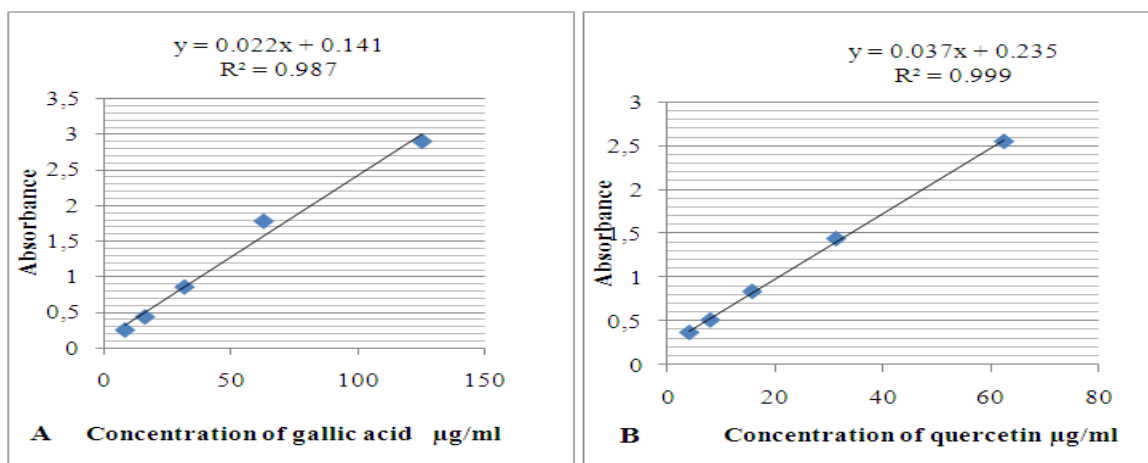 y = 0.022x + 0.141
R² = 0.987
3,5
3
2,5
2
1,5
1
0,5
0
0 50 100 150
Absorbance
A Concentration of gallic acid µg/ml
y = 0.037x + 0.235
R² = 0.999
3
2,5
2
1,5
1
0,5
0
0 20 40 60 80
Absorbance
B Concentration of quercetin µg/ml